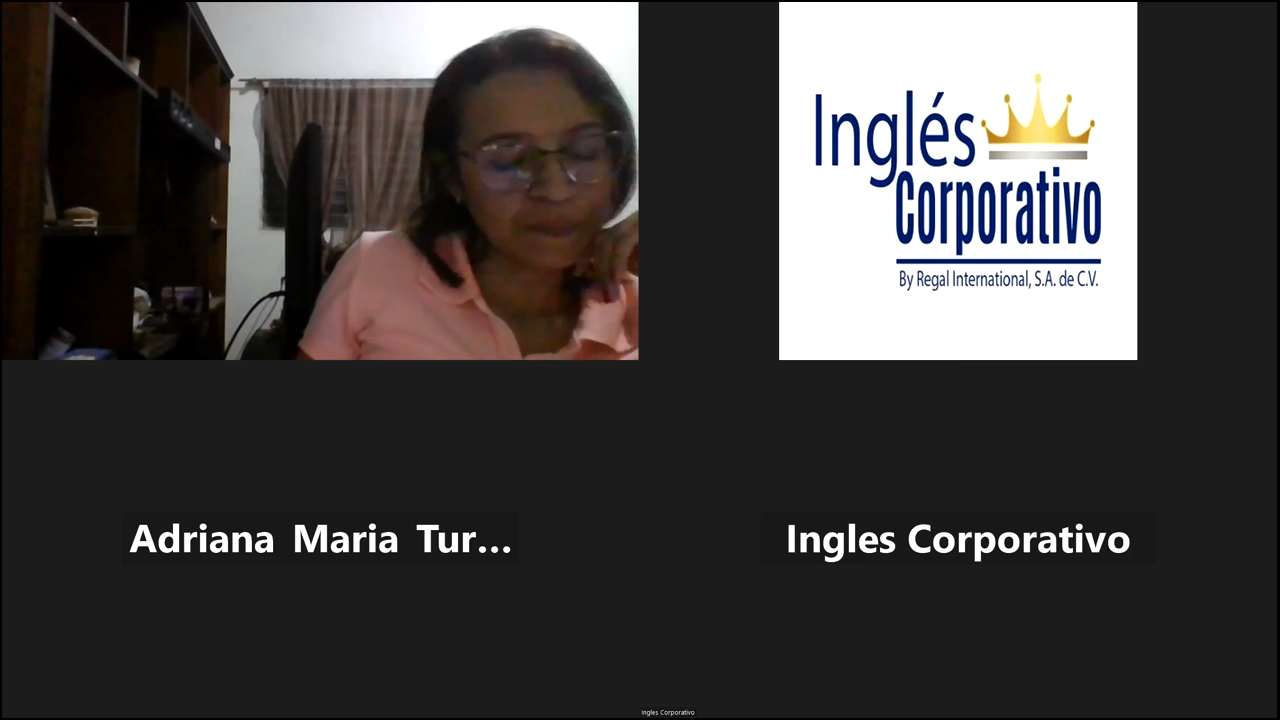 Inglés
Corporativo
By Regal International, S.A. de C.V.
Adriana Maria Tur...
Ingles Corporativo
Ingles Corporativo